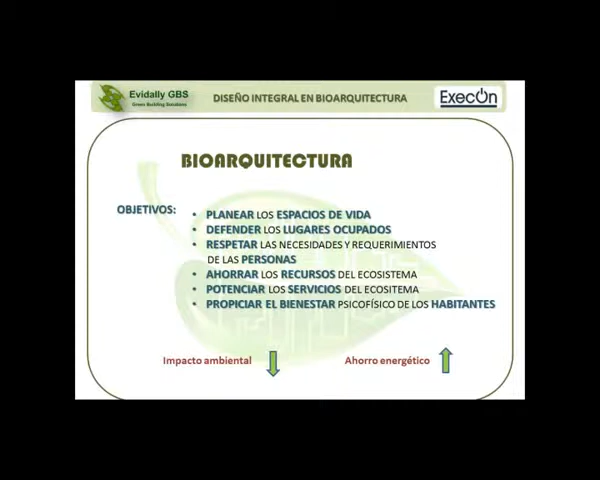 Evidally GBS
Green Building Solutions
DISEÑO INTEGRAL EN BIOARQUITECTURA
ExecOn
BIOARQUITECTURA
OBJETIVOS:
• PLANEAR LOS ESPACIOS DE VIDA
• DEFENDER LOS LUGARES OCUPADOS
• RESPETAR LAS NECESIDADES Y REQUERIMIENTOS
DE LAS PERSONAS
• AHORRAR LOS RECURSOS DEL ECOSISTEMA
• POTENCIAR LOS SERVICIOS DEL ECOSITEMA
• PROPICIAR EL BIENESTAR PSICOFÍSICO DE LOS HABITANTES
Impacto ambiental
Ahorro energético